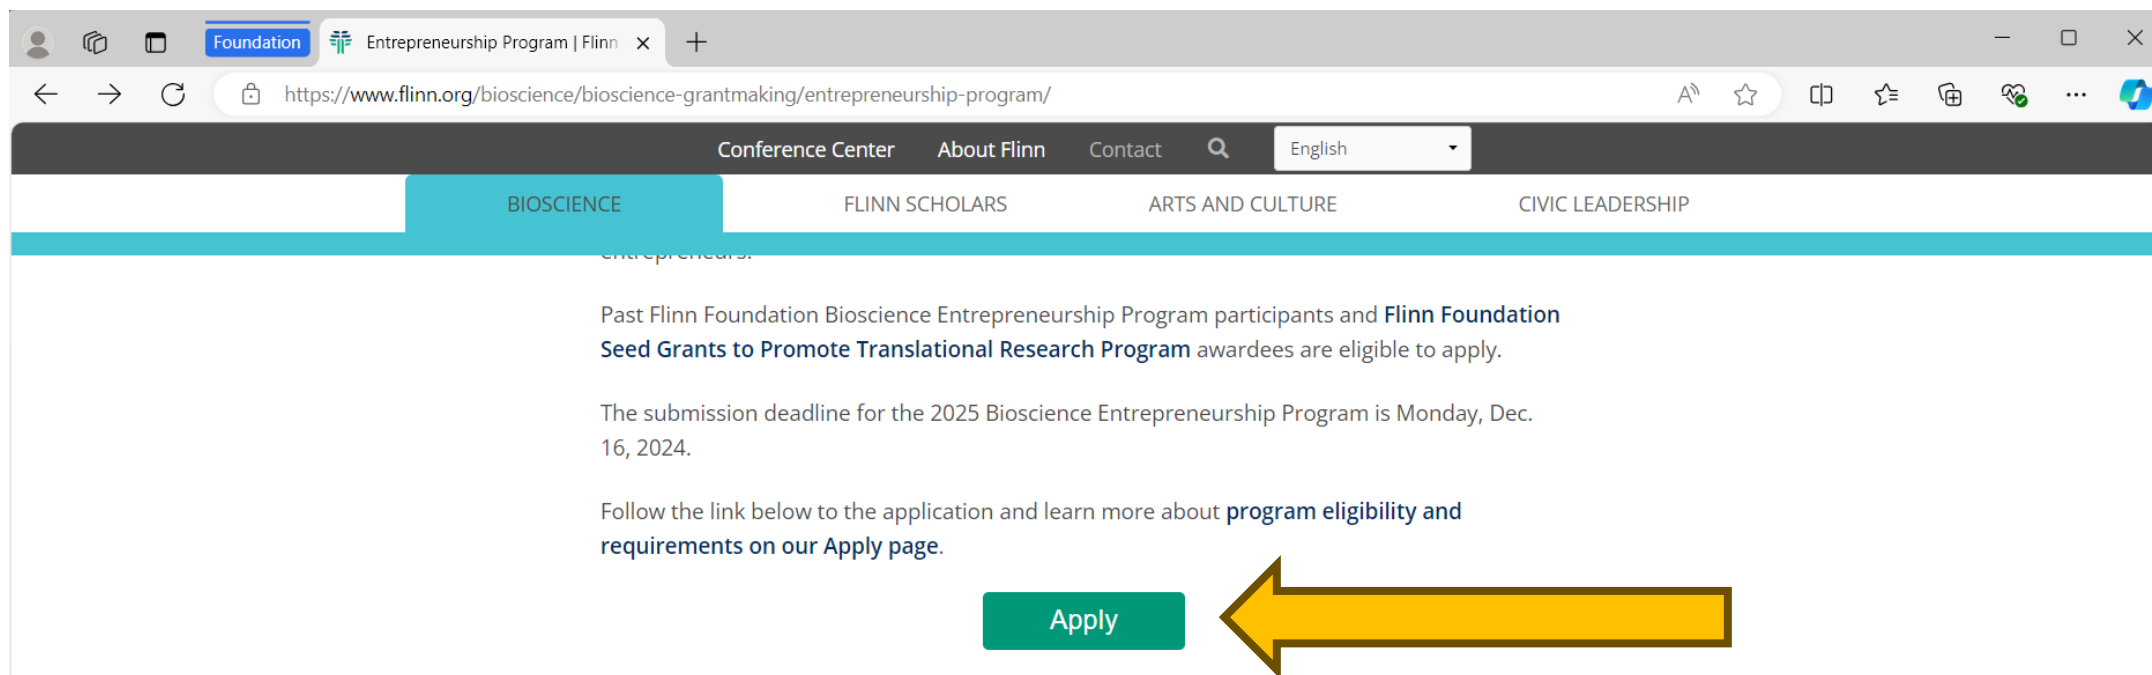 Foundation
Entrepreneurship Program | Flinn
https://www.flinn.org/bioscience/bioscience-grantmaking/entrepreneurship-program/
Conference Center About Flinn Contact English
BIOSCIENCE FLINN SCHOLARS ARTS AND CULTURE CIVIC LEADERSHIP
entrepreneurs.
Past Flinn Foundation Bioscience Entrepreneurship Program participants and Flinn Foundation
Seed Grants to Promote Translational Research Program awardees are eligible to apply.
The submission deadline for the 2025 Bioscience Entrepreneurship Program is Monday, Dec.
16, 2024.
Follow the link below to the application and learn more about program eligibility and
requirements on our Apply page.
Apply